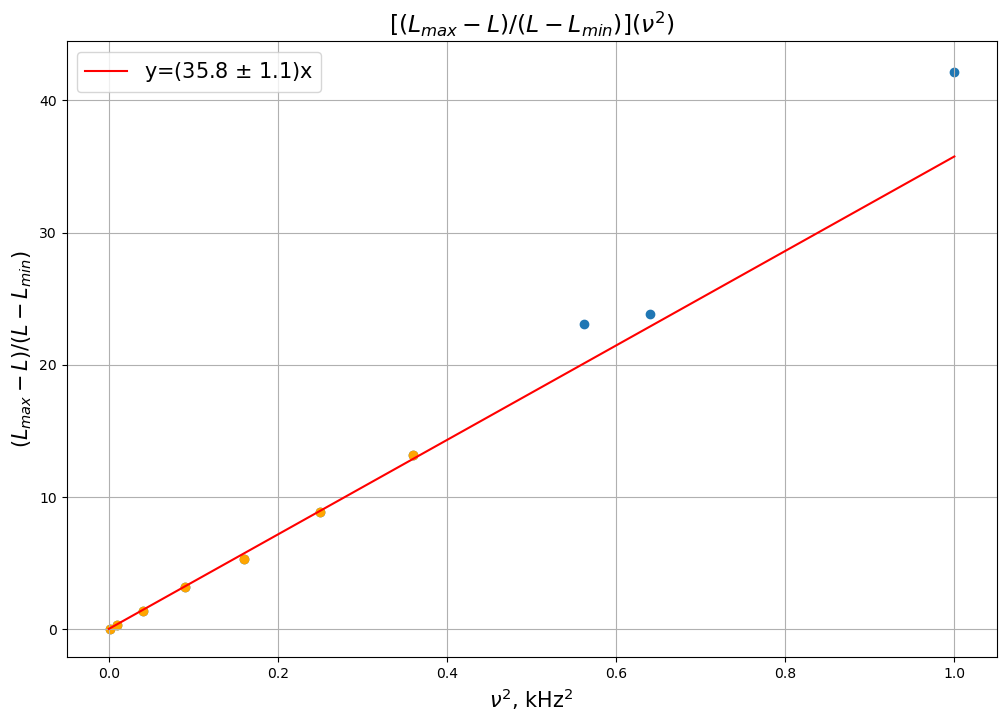 [(L_max − L)/(L − L_min)](ν²)
y=(35.8 ± 1.1)x
(L_max − L)/(L − L_min)
40
30
20
10
0
0.0 0.2 0.4 0.6 0.8 1.0
ν², kHz²